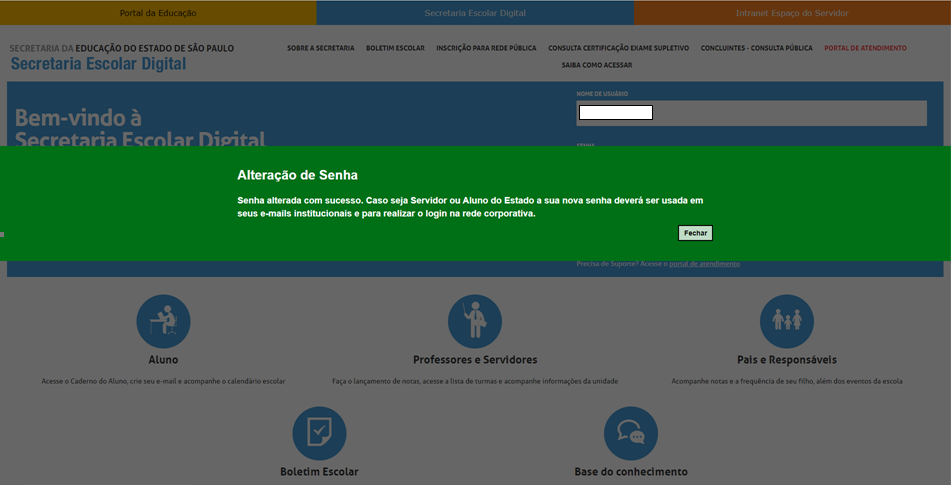 Portal da Educação
Secretaria Escolar Digital
Intranet Espaço do Servidor
SECRETARIA DA EDUCAÇÃO DO ESTADO DE SÃO PAULO
Secretaria Escolar Digital
SOBRE A SECRETARIA
BOLETIM ESCOLAR
INSCRIÇÃO PARA REDE PÚBLICA
CONSULTA CERTIFICAÇÃO EXAME SUPLETIVO
CONCLUINTES - CONSULTA PÚBLICA
PORTAL DE ATENDIMENTO
SAIBA COMO ACESSAR
Bem-vindo à
Secretaria Escolar Digital
NOME DE USUÁRIO
Alteração de Senha
Senha alterada com sucesso. Caso seja Servidor ou Aluno do Estado a sua nova senha deverá ser usada em
seus e-mails institucionais e para realizar o login na rede corporativa.
Fechar
Precisa de Suporte? Acesse o portal de atendimento
Aluno
Acesse o Caderno do Aluno, crie seu e-mail e acompanhe o calendário escolar
Professores e Servidores
Faça o lançamento de notas, acesse a lista de turmas e acompanhe informações da unidade
Pais e Responsáveis
Acompanhe notas e a frequência de seu filho, além dos eventos da escola
Boletim Escolar
Base do conhecimento